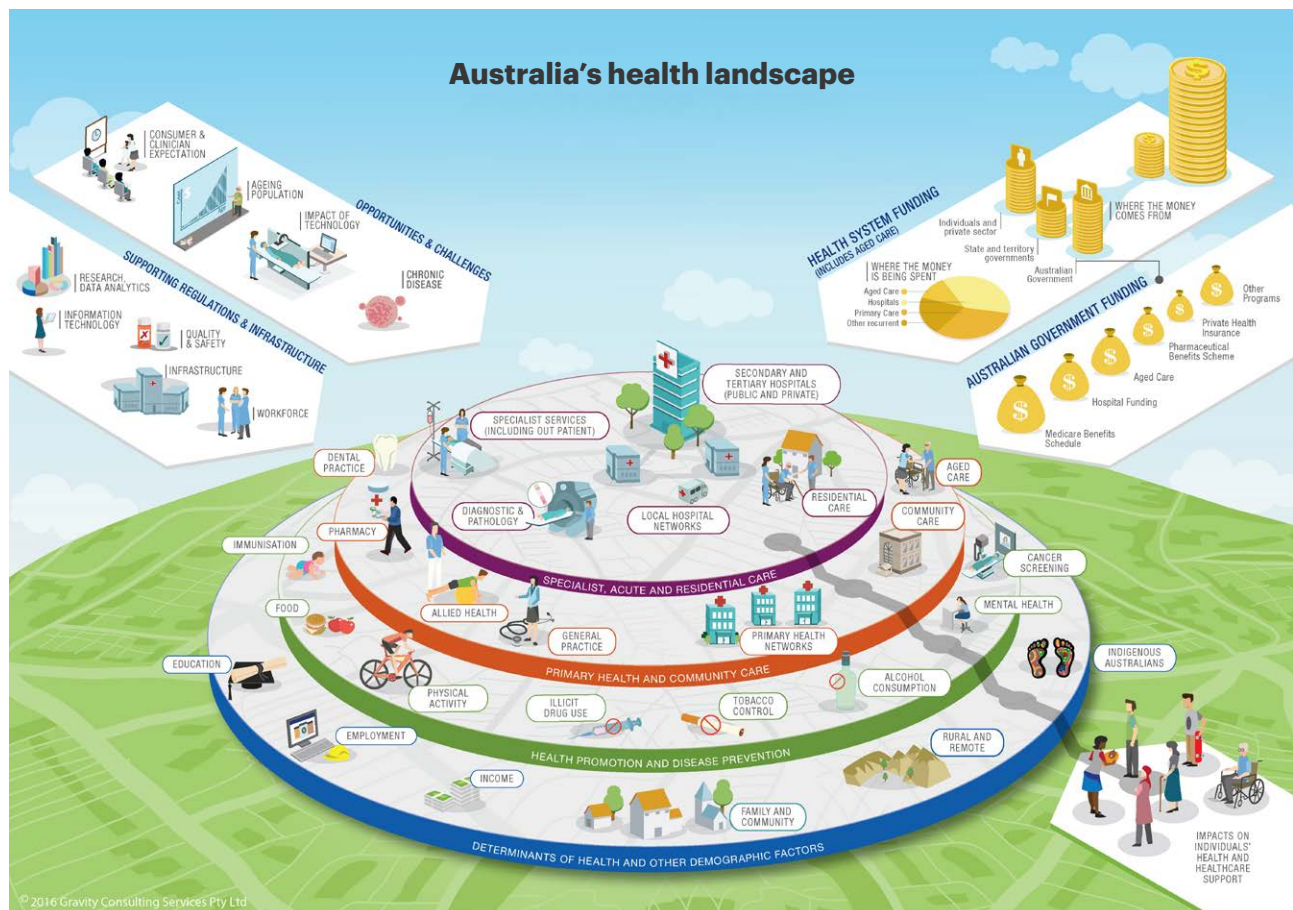 Australia's health landscape
CONSUMER &
CLINICIAN
EXPECTATION
AGEING
POPULATION
IMPACT OF
TECHNOLOGY
CHRONIC
DISEASE
OPPORTUNITIES & CHALLENGES
RESEARCH,
DATA ANALYTICS
INFORMATION
TECHNOLOGY
QUALITY
& SAFETY
INFRASTRUCTURE
WORKFORCE
SUPPORTING REGULATIONS & INFRASTRUCTURE
HEALTH SYSTEM FUNDING
(INCLUDES AGED CARE)
WHERE THE MONEY
COMES FROM
Individuals and
private sector
State and territory
governments
Australian
Government
WHERE THE MONEY
IS BEING SPENT
Aged Care
Hospitals
Primary Care
Other recurrent
AUSTRALIAN GOVERNMENT FUNDING
Other
Programs
Private Health
Insurance
Pharmaceutical
Benefits Scheme
Aged Care
Hospital Funding
Medicare Benefits
Schedule
SECONDARY AND
TERTIARY HOSPITALS
(PUBLIC AND PRIVATE)
SPECIALIST SERVICES
(INCLUDING OUT PATIENT)
DIAGNOSTIC &
PATHOLOGY
LOCAL HOSPITAL
NETWORKS
RESIDENTIAL
CARE
SPECIALIST, ACUTE AND RESIDENTIAL CARE
DENTAL
PRACTICE
PHARMACY
AGED
CARE
COMMUNITY
CARE
ALLIED HEALTH
GENERAL
PRACTICE
PRIMARY HEALTH
NETWORKS
PRIMARY HEALTH AND COMMUNITY CARE
IMMUNISATION
FOOD
CANCER
SCREENING
MENTAL HEALTH
PHYSICAL
ACTIVITY
ILLICIT
DRUG USE
TOBACCO
CONTROL
ALCOHOL
CONSUMPTION
HEALTH PROMOTION AND DISEASE PREVENTION
EDUCATION
INDIGENOUS
AUSTRALIANS
EMPLOYMENT
INCOME
FAMILY AND
COMMUNITY
RURAL AND
REMOTE
DETERMINANTS OF HEALTH AND OTHER DEMOGRAPHIC FACTORS
IMPACTS ON
INDIVIDUALS'
HEALTH AND
HEALTHCARE
SUPPORT
© 2016 Gravity Consulting Services Pty Ltd